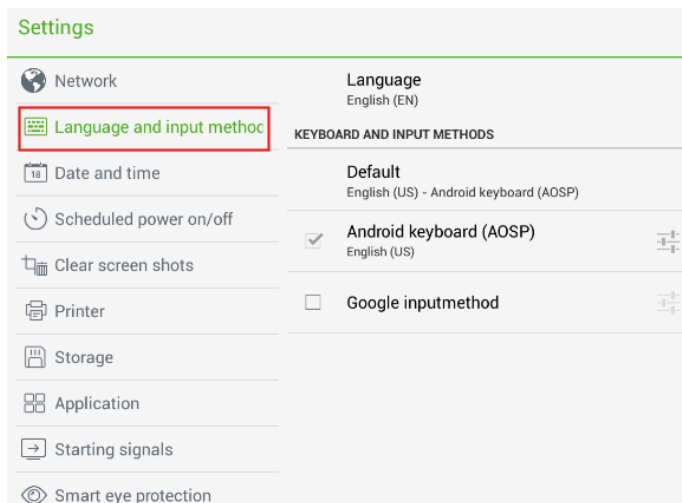 Settings
Network
Language and input method
Date and time
18
Scheduled power on/off
Clear screen shots
Printer
Storage
Application
Starting signals
Smart eye protection
Language
English (EN)
KEYBOARD AND INPUT METHODS
Default
English (US) - Android keyboard (AOSP)
Android keyboard (AOSP)
English (US)
Google inputmethod